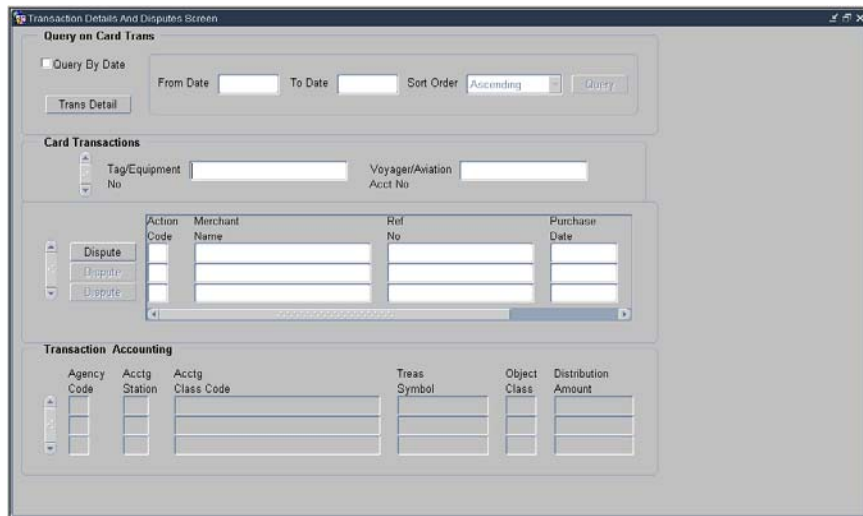 Transaction Details And Disputes Screen
Query on Card Trans
Query By Date
From Date To Date Sort Order Ascending Query
Trans Detail
Card Transactions
Tag/Equipment No Voyager/Aviation Acct No
Action Code Merchant Name Ref No Purchase Date
Dispute
Dispute
Dispute
Transaction Accounting
Agency Code Acctg Station Acctg Class Code Treas Symbol Object Class Distribution Amount